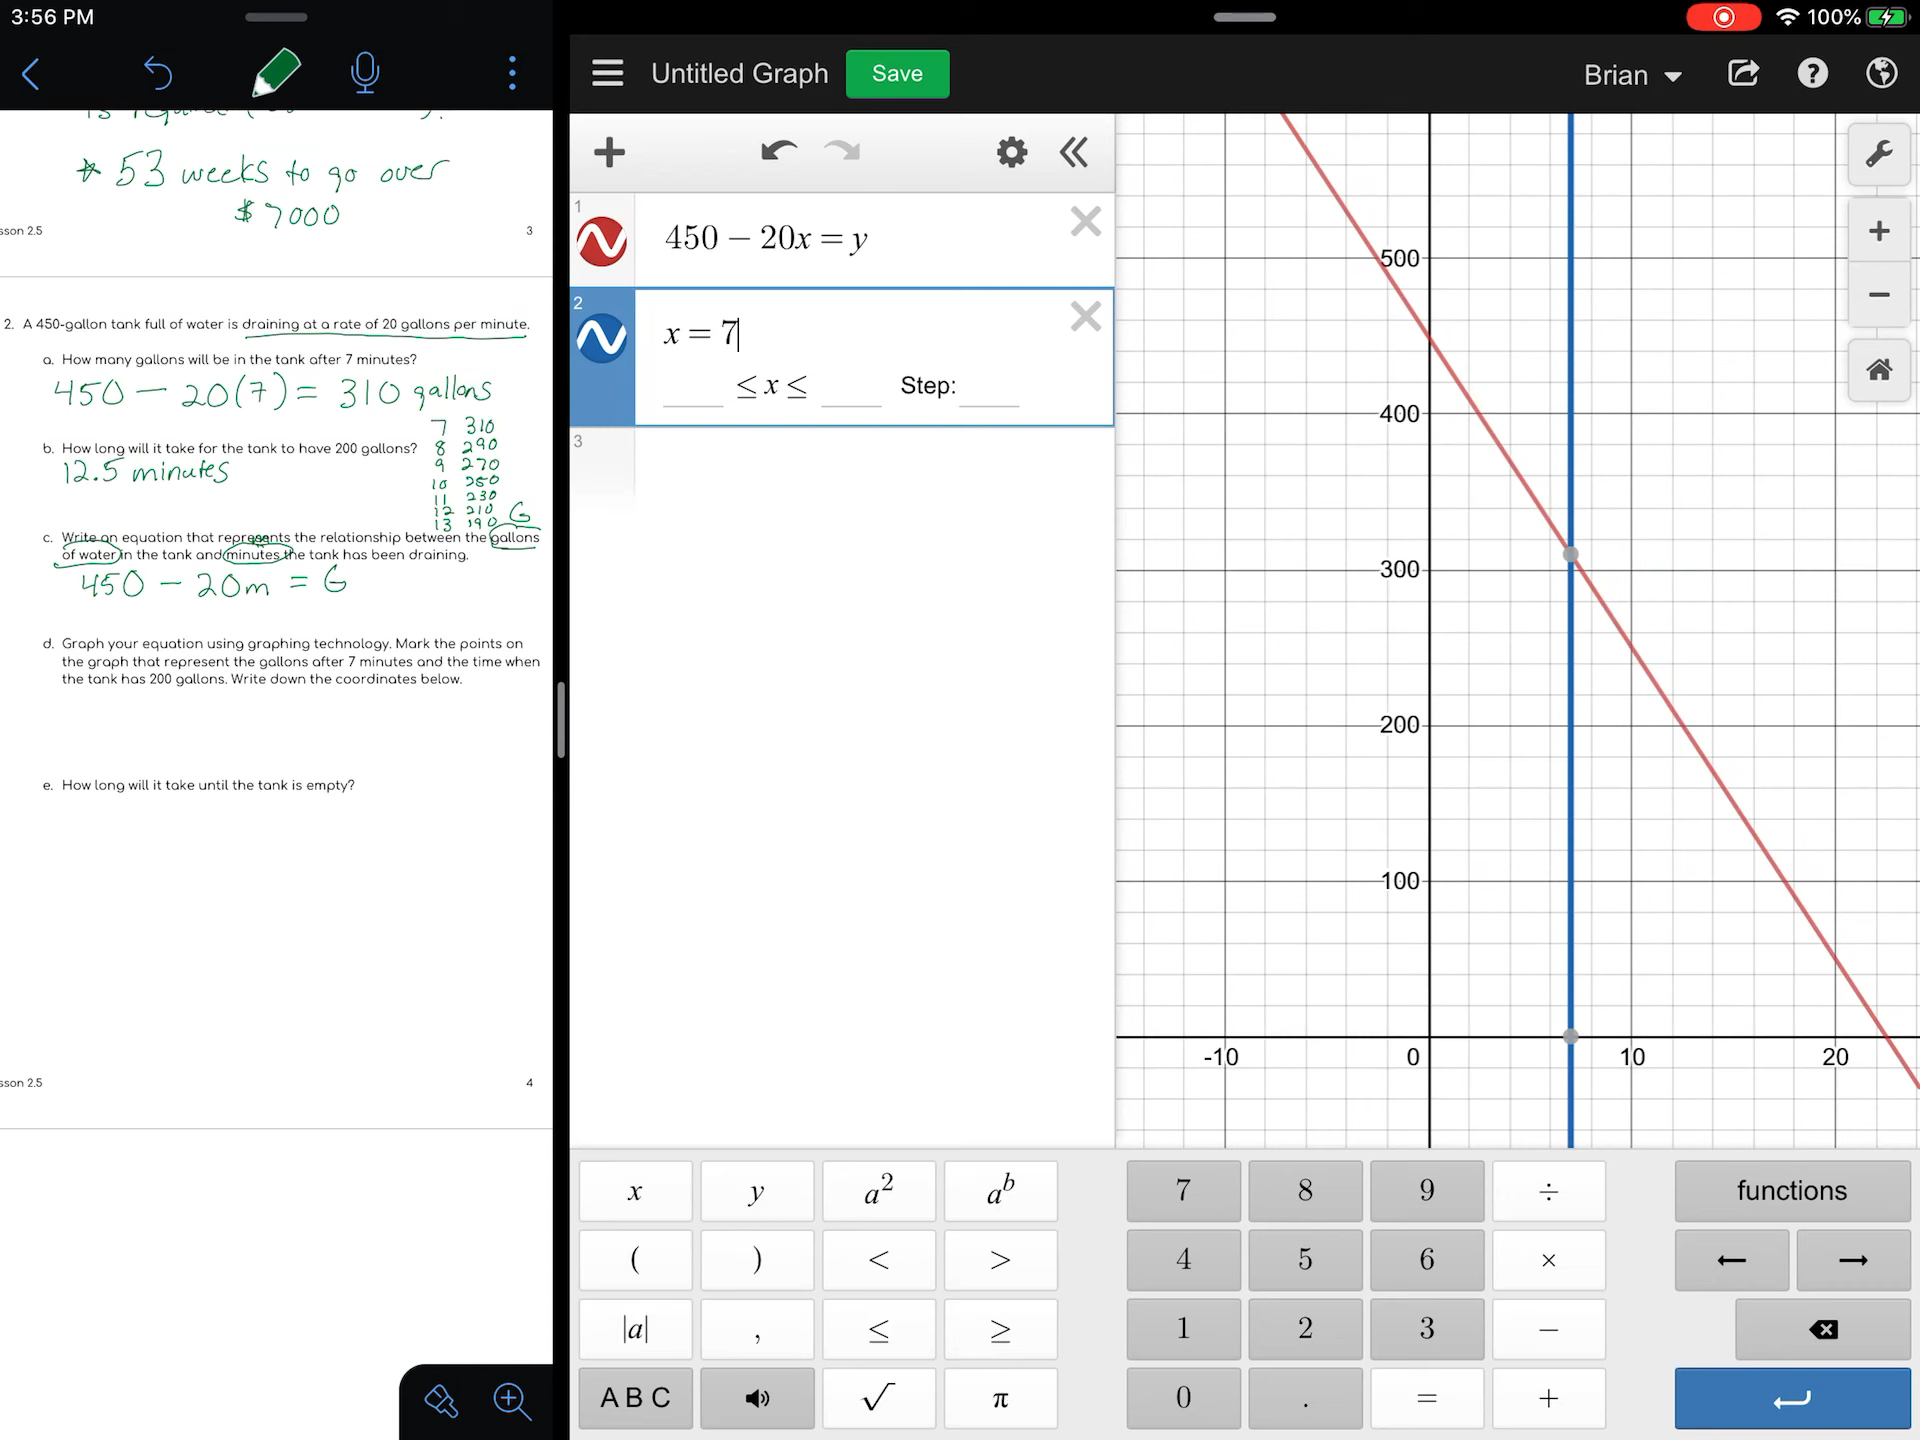 3:56 PM
100%
Untitled Graph
Save
Brian
* 53 weeks to go over
$7000
sson 2.5
3
2. A 450-gallon tank full of water is draining at a rate of 20 gallons per minute.
a. How many gallons will be in the tank after 7 minutes?
450 - 20(7) = 310 gallons
b. How long will it take for the tank to have 200 gallons?
12.5 minutes
7 310
8 290
9 270
10 250
11 230
12 210
13 190
G
c. Write an equation that represents the relationship between the gallons
of water in the tank and minutes the tank has been draining.
m
450 - 20m = G
d. Graph your equation using graphing technology. Mark the points on
the graph that represent the gallons after 7 minutes and the time when
the tank has 200 gallons. Write down the coordinates below.
e. How long will it take until the tank is empty?
sson 2.5
4
1
450 − 20x = y
2
x = 7
≤ x ≤ Step:
3
500
400
300
200
100
-10 0 10 20
x y a² aᵇ 7 8 9 ÷ functions
( ) < > 4 5 6 × ← →
|a| , ≤ ≥ 1 2 3 −
A B C √ π 0 . = +